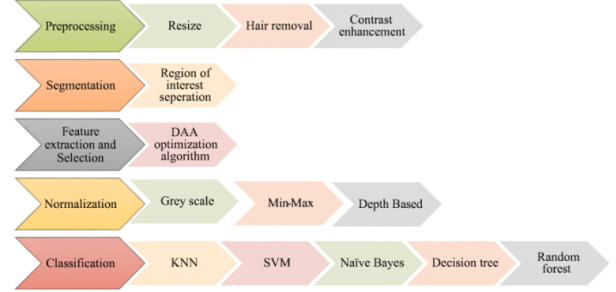 Preprocessing
Resize
Hair removal
Contrast
enhancement
Segmentation
Region of
interest
seperation
Feature
extraction and
Selection
DAA
optimization
algorithm
Normalization
Grey scale
Min-Max
Depth Based
Classification
KNN
SVM
Naïve Bayes
Decision tree
Random
forest